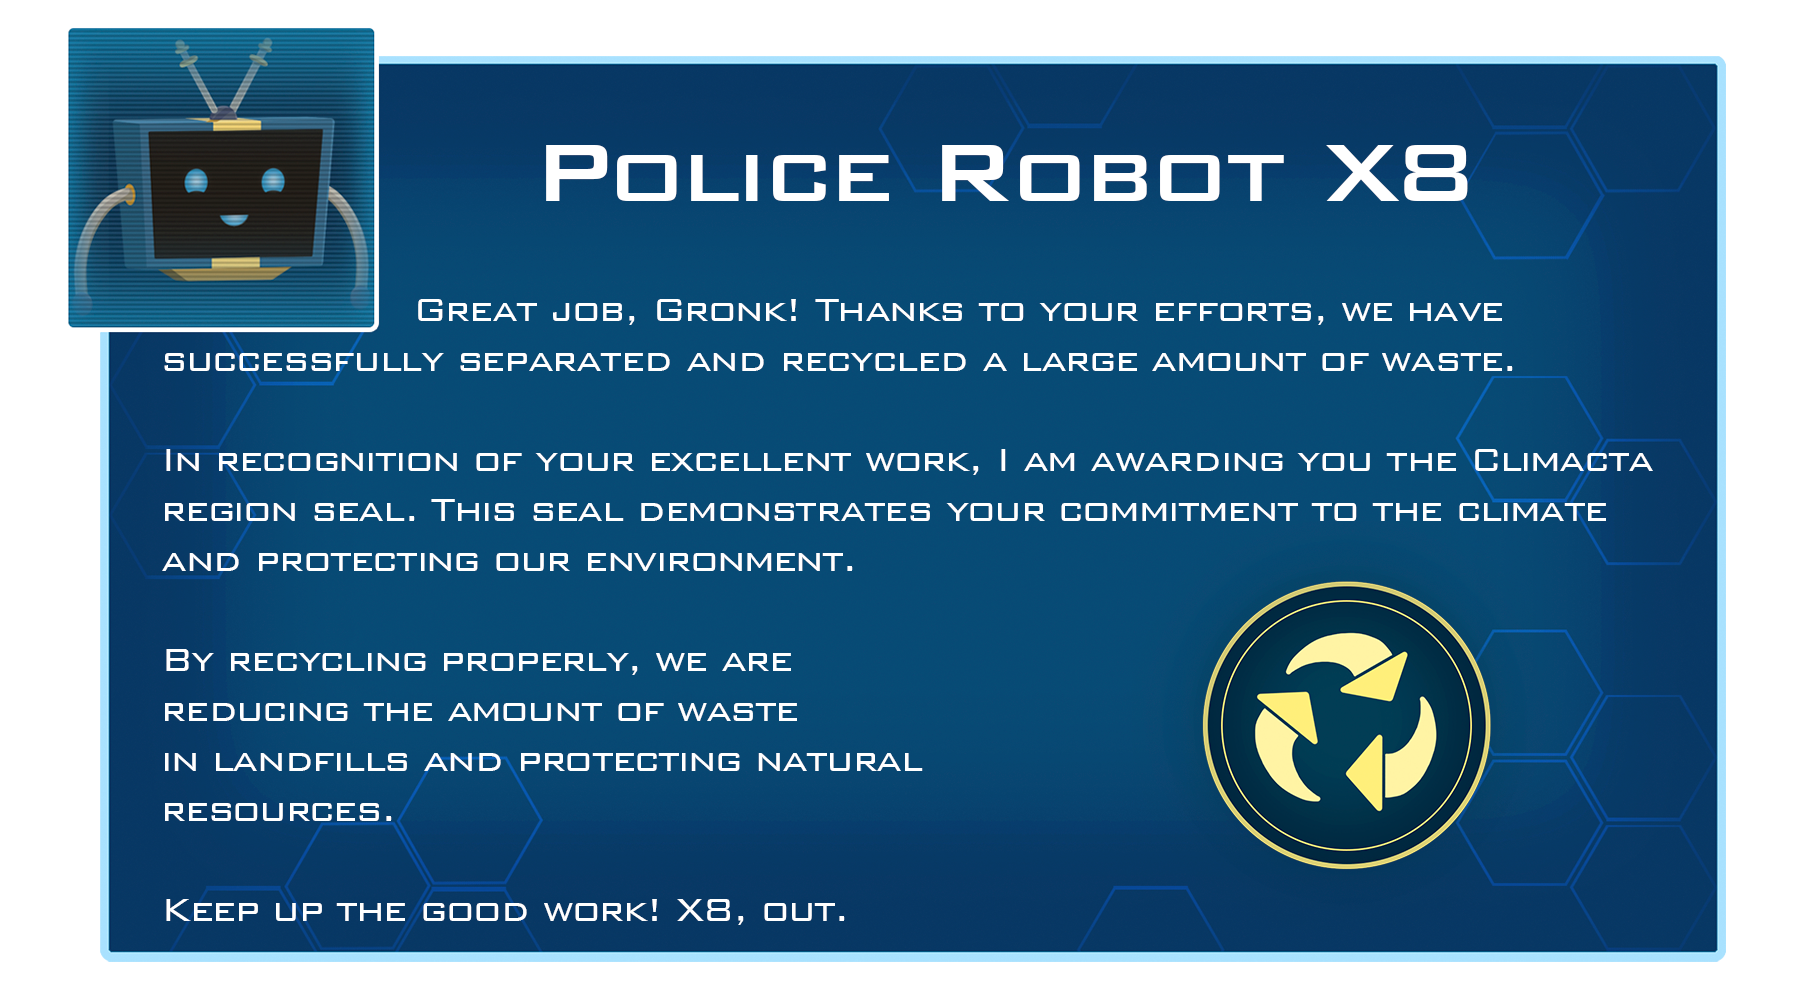 Police Robot X8
Great job, Gronk! Thanks to your efforts, we have
successfully separated and recycled a large amount of waste.
In recognition of your excellent work, I am awarding you the Climacta
region seal. This seal demonstrates your commitment to the climate
and protecting our environment.
By recycling properly, we are
reducing the amount of waste
in landfills and protecting natural
resources.
Keep up the good work! X8, out.